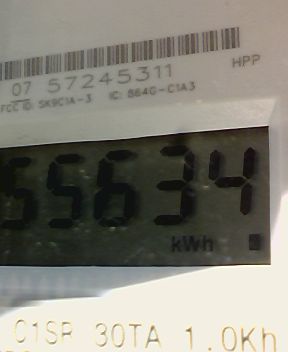 07 57245311 HPP
FCC ID: SK9C1A-3 IC: 864G-C1A3
55634
kWh
C1SR 30TA 1.0Kh